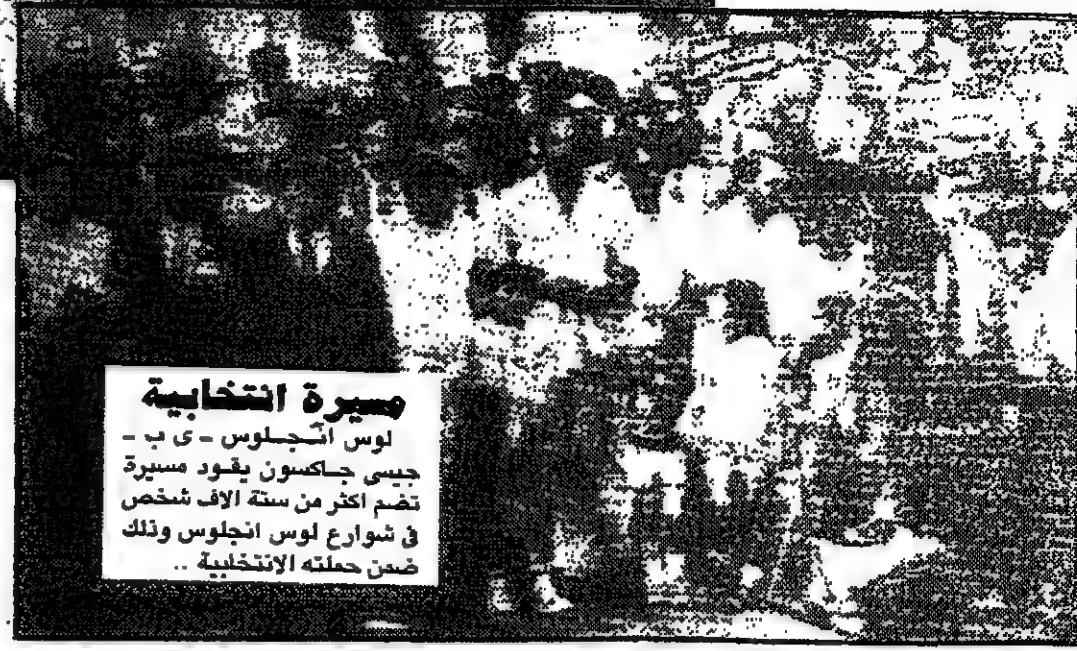 مسيرة انتخابية
لوس انجلوس - ى ب -
جيسى جاكسون يقود مسيرة
تضم اكثر من ستة الاف شخص
فى شوارع لوس انجلوس وذلك
ضمن حملته الانتخابية ..